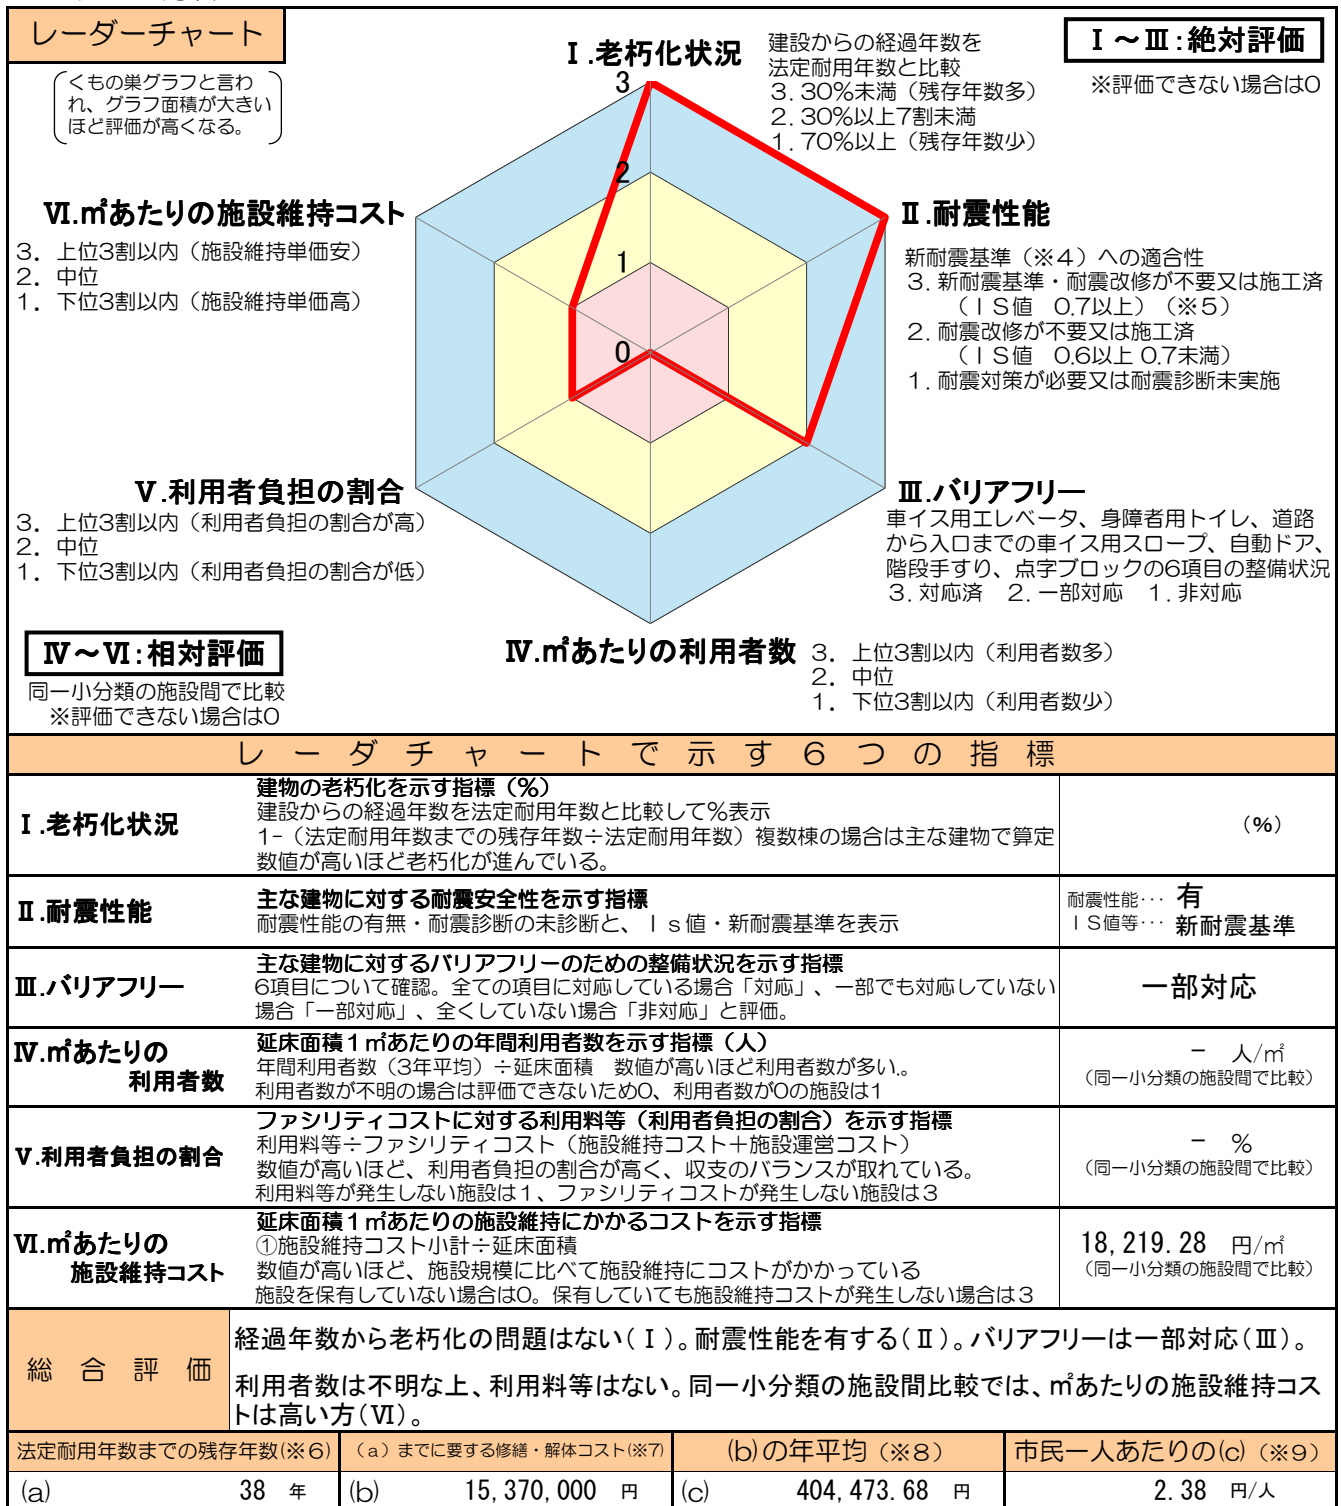 レーダーチャート
くもの巣グラフと言わ
れ、グラフ面積が大きい
ほど評価が高くなる。
Ⅰ.老朽化状況
建設からの経過年数を
法定耐用年数と比較
3.30%未満（残存年数多）
2.30%以上7割未満
1.70%以上（残存年数少）
Ⅰ～Ⅲ:絶対評価
※評価できない場合は0
3
2
1
0
Ⅵ.㎡あたりの施設維持コスト
3．上位3割以内（施設維持単価安）
2．中位
1．下位3割以内（施設維持単価高）
Ⅱ.耐震性能
新耐震基準（※4）への適合性
3.新耐震基準・耐震改修が不要又は施工済
（ＩＳ値　0.7以上）（※5）
2.耐震改修が不要又は施工済
（ＩＳ値　0.6以上 0.7未満）
1.耐震対策が必要又は耐震診断未実施
Ⅴ.利用者負担の割合
3．上位3割以内（利用者負担の割合が高）
2．中位
1．下位3割以内（利用者負担の割合が低）
Ⅲ.バリアフリー
車イス用エレベータ、身障者用トイレ、道路
から入口までの車イス用スロープ、自動ドア、
階段手すり、点字ブロックの6項目の整備状況
3.対応済　2.一部対応　1.非対応
Ⅳ～Ⅵ:相対評価
同一小分類の施設間で比較
※評価できない場合は0
Ⅳ.㎡あたりの利用者数
3．上位3割以内（利用者数多）
2．中位
1．下位3割以内（利用者数少）
レーダチャートで示す6つの指標
Ⅰ.老朽化状況
建物の老朽化を示す指標（%）
建設からの経過年数を法定耐用年数と比較して%表示
1-（法定耐用年数までの残存年数÷法定耐用年数）複数棟の場合は主な建物で算定
数値が高いほど老朽化が進んでいる。
（%）
Ⅱ.耐震性能
主な建物に対する耐震安全性を示す指標
耐震性能の有無・耐震診断の未診断と、Ｉｓ値・新耐震基準を表示
耐震性能… 有
ＩＳ値等… 新耐震基準
Ⅲ.バリアフリー
主な建物に対するバリアフリーのための整備状況を示す指標
6項目について確認。全ての項目に対応している場合「対応」、一部でも対応していない
場合「一部対応」、全くしていない場合「非対応」と評価。
一部対応
Ⅳ.㎡あたりの
利用者数
延床面積１㎡あたりの年間利用者数を示す指標（人）
年間利用者数（3年平均）÷延床面積　数値が高いほど利用者数が多い。
利用者数が不明の場合は評価できないため0、利用者数が0の施設は1
－　人/㎡
（同一小分類の施設間で比較）
Ⅴ.利用者負担の割合
ファシリティコストに対する利用料等（利用者負担の割合）を示す指標
利用料等÷ファシリティコスト（施設維持コスト＋施設運営コスト）
数値が高いほど、利用者負担の割合が高く、収支のバランスが取れている。
利用料等が発生しない施設は1、ファシリティコストが発生しない施設は3
－　%
（同一小分類の施設間で比較）
Ⅵ.㎡あたりの
施設維持コスト
延床面積１㎡あたりの施設維持にかかるコストを示す指標
①施設維持コスト小計÷延床面積
数値が高いほど、施設規模に比べて施設維持にコストがかかっている
施設を保有していない場合は0。保有していても施設維持コストが発生しない場合は3
18,219.28　円/㎡
（同一小分類の施設間で比較）
総合評価
経過年数から老朽化の問題はない(Ⅰ)。耐震性能を有する(Ⅱ)。バリアフリーは一部対応(Ⅲ)。
利用者数は不明な上、利用料等はない。同一小分類の施設間比較では、㎡あたりの施設維持コス
トは高い方(Ⅵ)。
法定耐用年数までの残存年数(※6)
（a）までに要する修繕・解体コスト(※7)
(b)の年平均（※8）
市民一人あたりの(c)（※9）
(a) 38 年
(b) 15,370,000 円
(c) 404,473.68 円
2.38 円/人